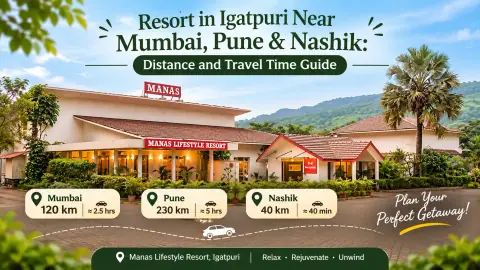 Resort in Igatpuri Near
Mumbai, Pune & Nashik:
Distance and Travel Time Guide
MANAS
MANAS LIFESTYLE RESORT
Mumbai
120 km
≈ 2.5 hrs
Pune
230 km
≈ 5 hrs
Nashik
40 km
≈ 40 min
Plan Your
Perfect Getaway!
Manas Lifestyle Resort, Igatpuri
Relax • Rejuvenate • Unwind